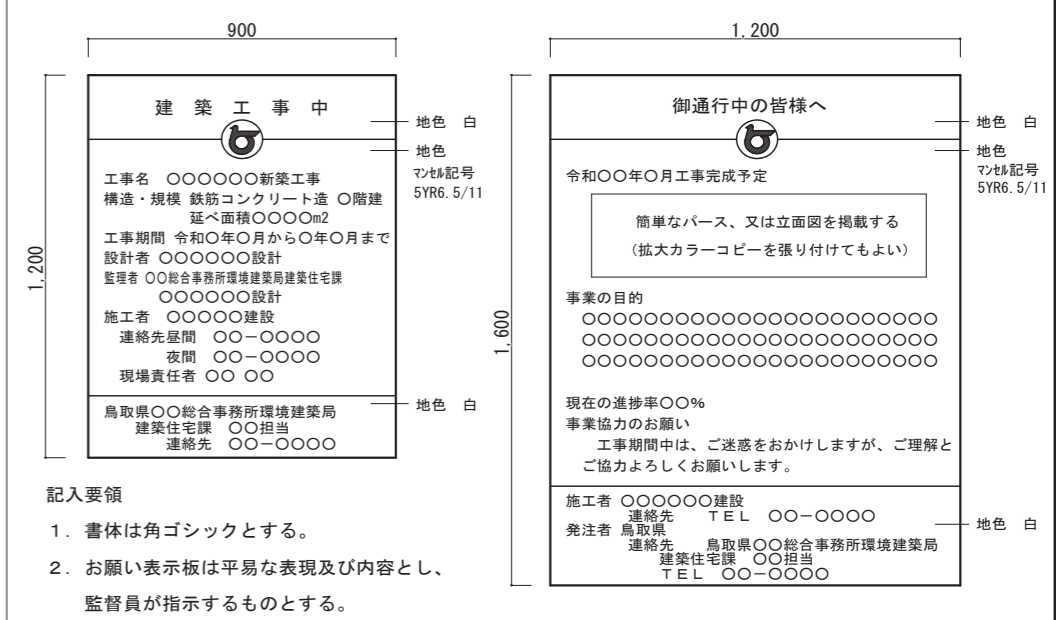 900
1,200
建 築 工 事 中
地色 白
地色
マンセル記号
5YR6.5/11
工事名 〇〇〇〇〇〇新築工事
構造・規模 鉄筋コンクリート造 〇階建
延べ面積〇〇〇〇m2
工事期間 令和〇年〇月から〇年〇月まで
設計者 〇〇〇〇〇〇設計
監理者 〇〇総合事務所環境建築局建築住宅課
〇〇〇〇〇〇設計
施工者 〇〇〇〇〇建設
連絡先昼間 〇〇－〇〇〇〇
夜間 〇〇－〇〇〇〇
現場責任者 〇〇 〇〇
鳥取県〇〇総合事務所環境建築局
建築住宅課 〇〇担当
連絡先 〇〇－〇〇〇〇
地色 白
記入要領
１．書体は角ゴシックとする。
２．お願い表示板は平易な表現及び内容とし、
監督員が指示するものとする。
1,200
1,600
御通行中の皆様へ
地色 白
地色
マンセル記号
5YR6.5/11
令和〇〇年〇月工事完成予定
簡単なパース、又は立面図を掲載する
（拡大カラーコピーを張り付けてもよい）
事業の目的
〇〇〇〇〇〇〇〇〇〇〇〇〇〇〇〇〇〇〇〇〇〇〇
〇〇〇〇〇〇〇〇〇〇〇〇〇〇〇〇〇〇〇〇〇〇〇
〇〇〇〇〇〇〇〇〇〇〇〇〇〇〇〇〇〇〇〇〇〇〇
現在の進捗率〇〇％
事業協力のお願い
工事期間中は、ご迷惑をおかけしますが、ご理解と
ご協力よろしくお願いします。
施工者 〇〇〇〇〇〇建設
連絡先 ＴＥＬ 〇〇－〇〇〇〇
発注者 鳥取県
連絡先 鳥取県〇〇総合事務所環境建築局
建築住宅課 〇〇担当
ＴＥＬ 〇〇－〇〇〇〇
地色 白